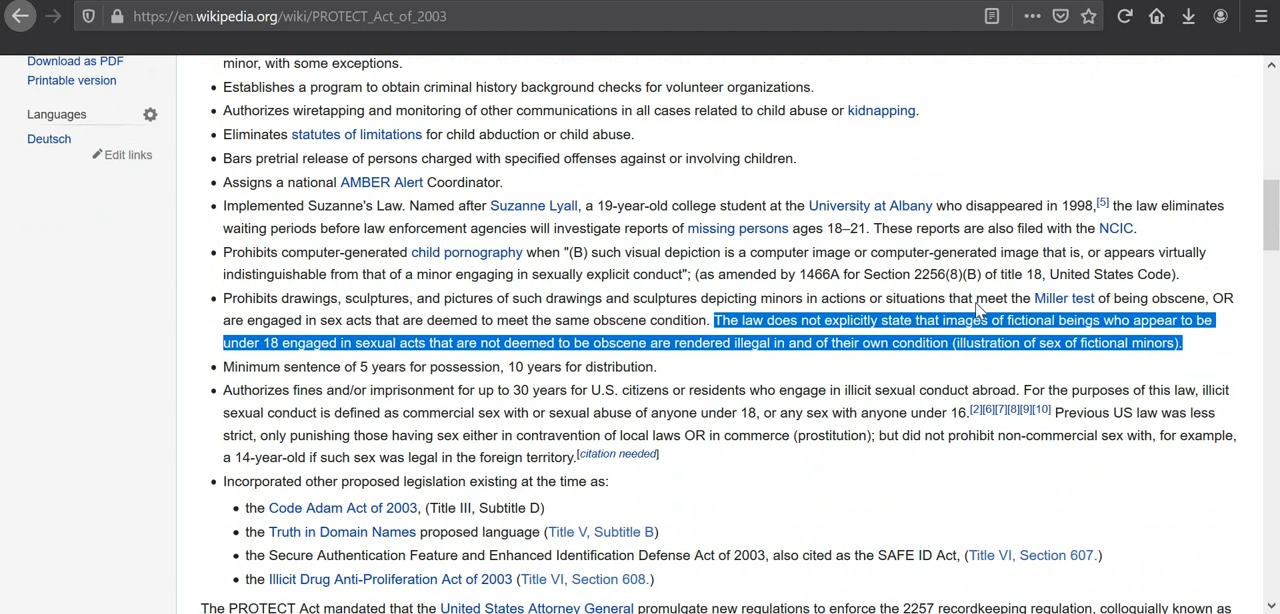 https://en.wikipedia.org/wiki/PROTECT_Act_of_2003
Download as PDF
Printable version
Languages
Deutsch
Edit links
minor, with some exceptions.
• Establishes a program to obtain criminal history background checks for volunteer organizations.
• Authorizes wiretapping and monitoring of other communications in all cases related to child abuse or kidnapping.
• Eliminates statutes of limitations for child abduction or child abuse.
• Bars pretrial release of persons charged with specified offenses against or involving children.
• Assigns a national AMBER Alert Coordinator.
• Implemented Suzanne's Law. Named after Suzanne Lyall, a 19-year-old college student at the University at Albany who disappeared in 1998,[5] the law eliminates
waiting periods before law enforcement agencies will investigate reports of missing persons ages 18–21. These reports are also filed with the NCIC.
• Prohibits computer-generated child pornography when "(B) such visual depiction is a computer image or computer-generated image that is, or appears virtually
indistinguishable from that of a minor engaging in sexually explicit conduct"; (as amended by 1466A for Section 2256(8)(B) of title 18, United States Code).
• Prohibits drawings, sculptures, and pictures of such drawings and sculptures depicting minors in actions or situations that meet the Miller test of being obscene, OR
are engaged in sex acts that are deemed to meet the same obscene condition. The law does not explicitly state that images of fictional beings who appear to be
under 18 engaged in sexual acts that are not deemed to be obscene are rendered illegal in and of their own condition (illustration of sex of fictional minors).
• Minimum sentence of 5 years for possession, 10 years for distribution.
• Authorizes fines and/or imprisonment for up to 30 years for U.S. citizens or residents who engage in illicit sexual conduct abroad. For the purposes of this law, illicit
sexual conduct is defined as commercial sex with or sexual abuse of anyone under 18, or any sex with anyone under 16.[2][6][7][8][9][10] Previous US law was less
strict, only punishing those having sex either in contravention of local laws OR in commerce (prostitution); but did not prohibit non-commercial sex with, for example,
a 14-year-old if such sex was legal in the foreign territory.[citation needed]
• Incorporated other proposed legislation existing at the time as:
• the Code Adam Act of 2003, (Title III, Subtitle D)
• the Truth in Domain Names proposed language (Title V, Subtitle B)
• the Secure Authentication Feature and Enhanced Identification Defense Act of 2003, also cited as the SAFE ID Act, (Title VI, Section 607.)
• the Illicit Drug Anti-Proliferation Act of 2003 (Title VI, Section 608.)
The PROTECT Act mandated that the United States Attorney General promulgate new regulations to enforce the 2257 recordkeeping regulation, colloquially known as